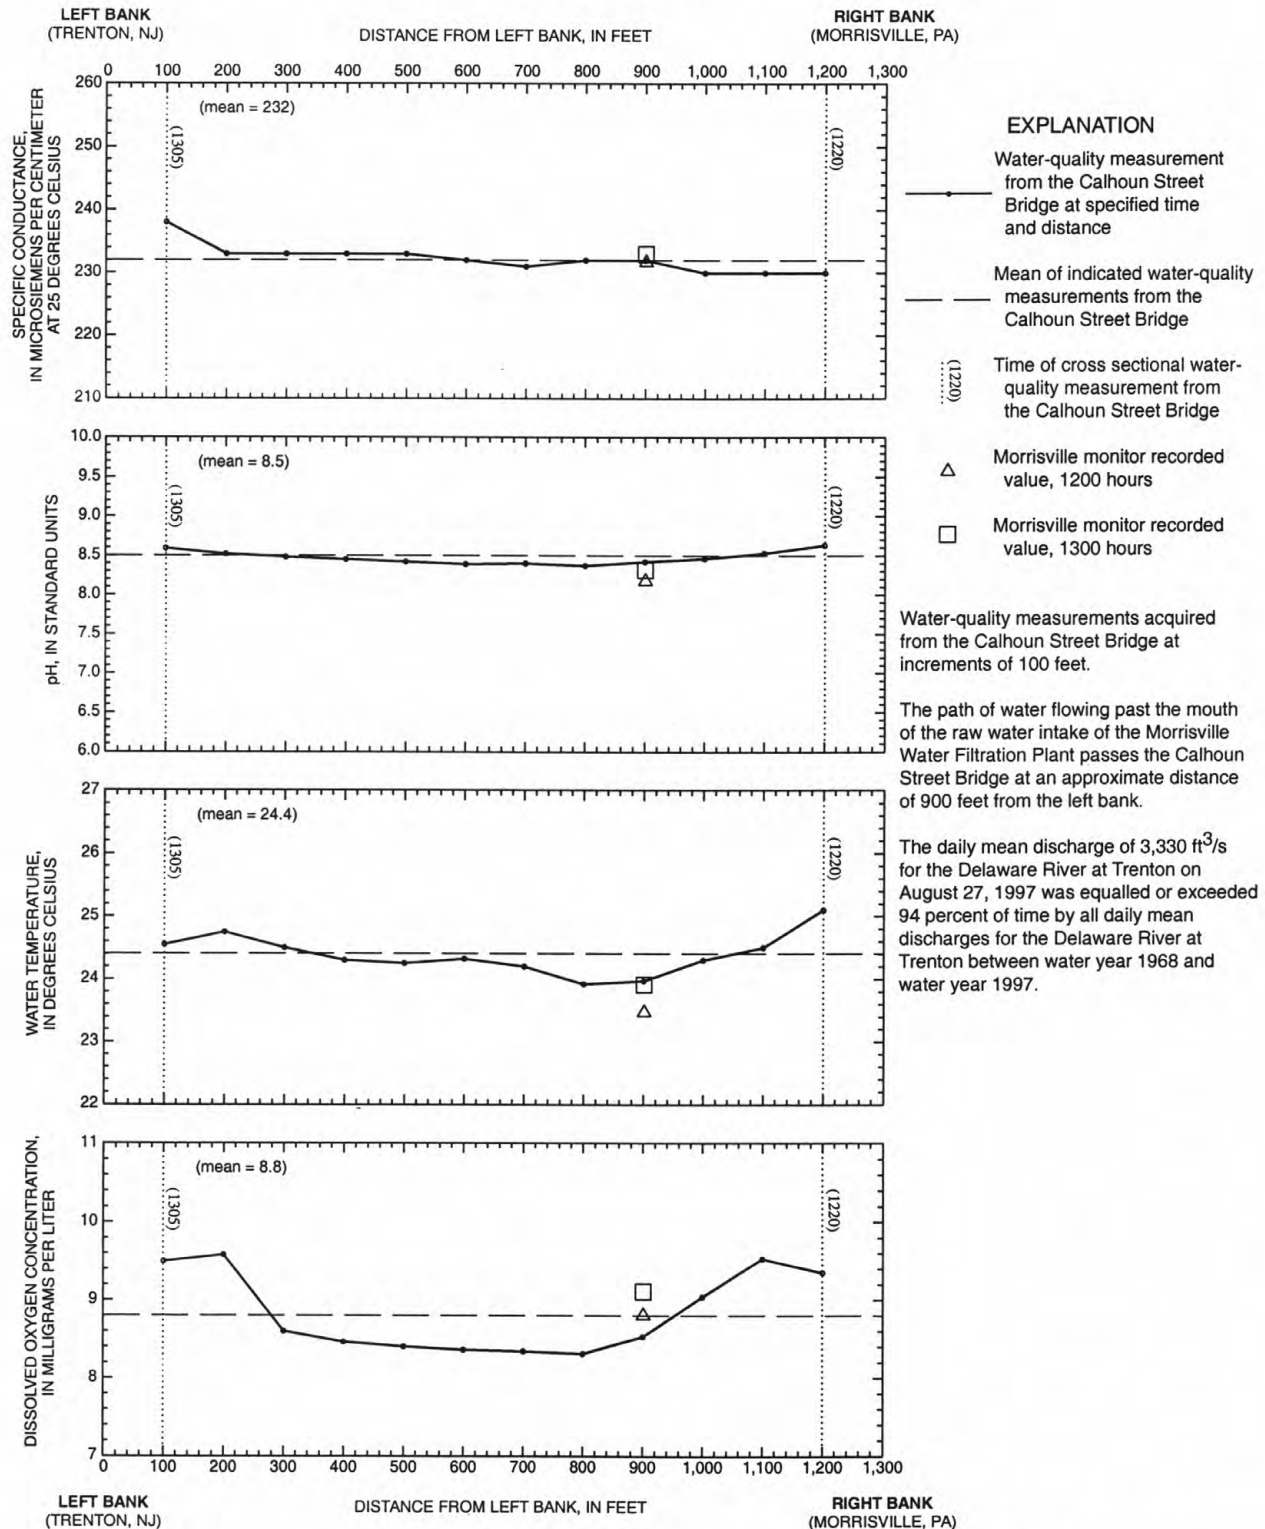 LEFT BANK
(TRENTON, NJ)
DISTANCE FROM LEFT BANK, IN FEET
RIGHT BANK
(MORRISVILLE, PA)
0 100 200 300 400 500 600 700 800 900 1,000 1,100 1,200 1,300
SPECIFIC CONDUCTANCE,
IN MICROSIEMENS PER CENTIMETER
AT 25 DEGREES CELSIUS
260
250
240
230
220
210
(mean = 232)
(1305)
(1220)
pH, IN STANDARD UNITS
10.0
9.5
9.0
8.5
8.0
7.5
7.0
6.5
6.0
(mean = 8.5)
(1305)
(1220)
WATER TEMPERATURE,
IN DEGREES CELSIUS
27
26
25
24
23
22
(mean = 24.4)
(1305)
(1220)
DISSOLVED OXYGEN CONCENTRATION,
IN MILLIGRAMS PER LITER
11
10
9
8
7
(mean = 8.8)
(1305)
(1220)
0 100 200 300 400 500 600 700 800 900 1,000 1,100 1,200 1,300
LEFT BANK
(TRENTON, NJ)
DISTANCE FROM LEFT BANK, IN FEET
RIGHT BANK
(MORRISVILLE, PA)
EXPLANATION
Water-quality measurement
from the Calhoun Street
Bridge at specified time
and distance
Mean of indicated water-quality
measurements from the
Calhoun Street Bridge
(1220)
Time of cross sectional water-
quality measurement from
the Calhoun Street Bridge
Morrisville monitor recorded
value, 1200 hours
Morrisville monitor recorded
value, 1300 hours
Water-quality measurements acquired
from the Calhoun Street Bridge at
increments of 100 feet.
The path of water flowing past the mouth
of the raw water intake of the Morrisville
Water Filtration Plant passes the Calhoun
Street Bridge at an approximate distance
of 900 feet from the left bank.
The daily mean discharge of 3,330 ft³/s
for the Delaware River at Trenton on
August 27, 1997 was equalled or exceeded
94 percent of time by all daily mean
discharges for the Delaware River at
Trenton between water year 1968 and
water year 1997.